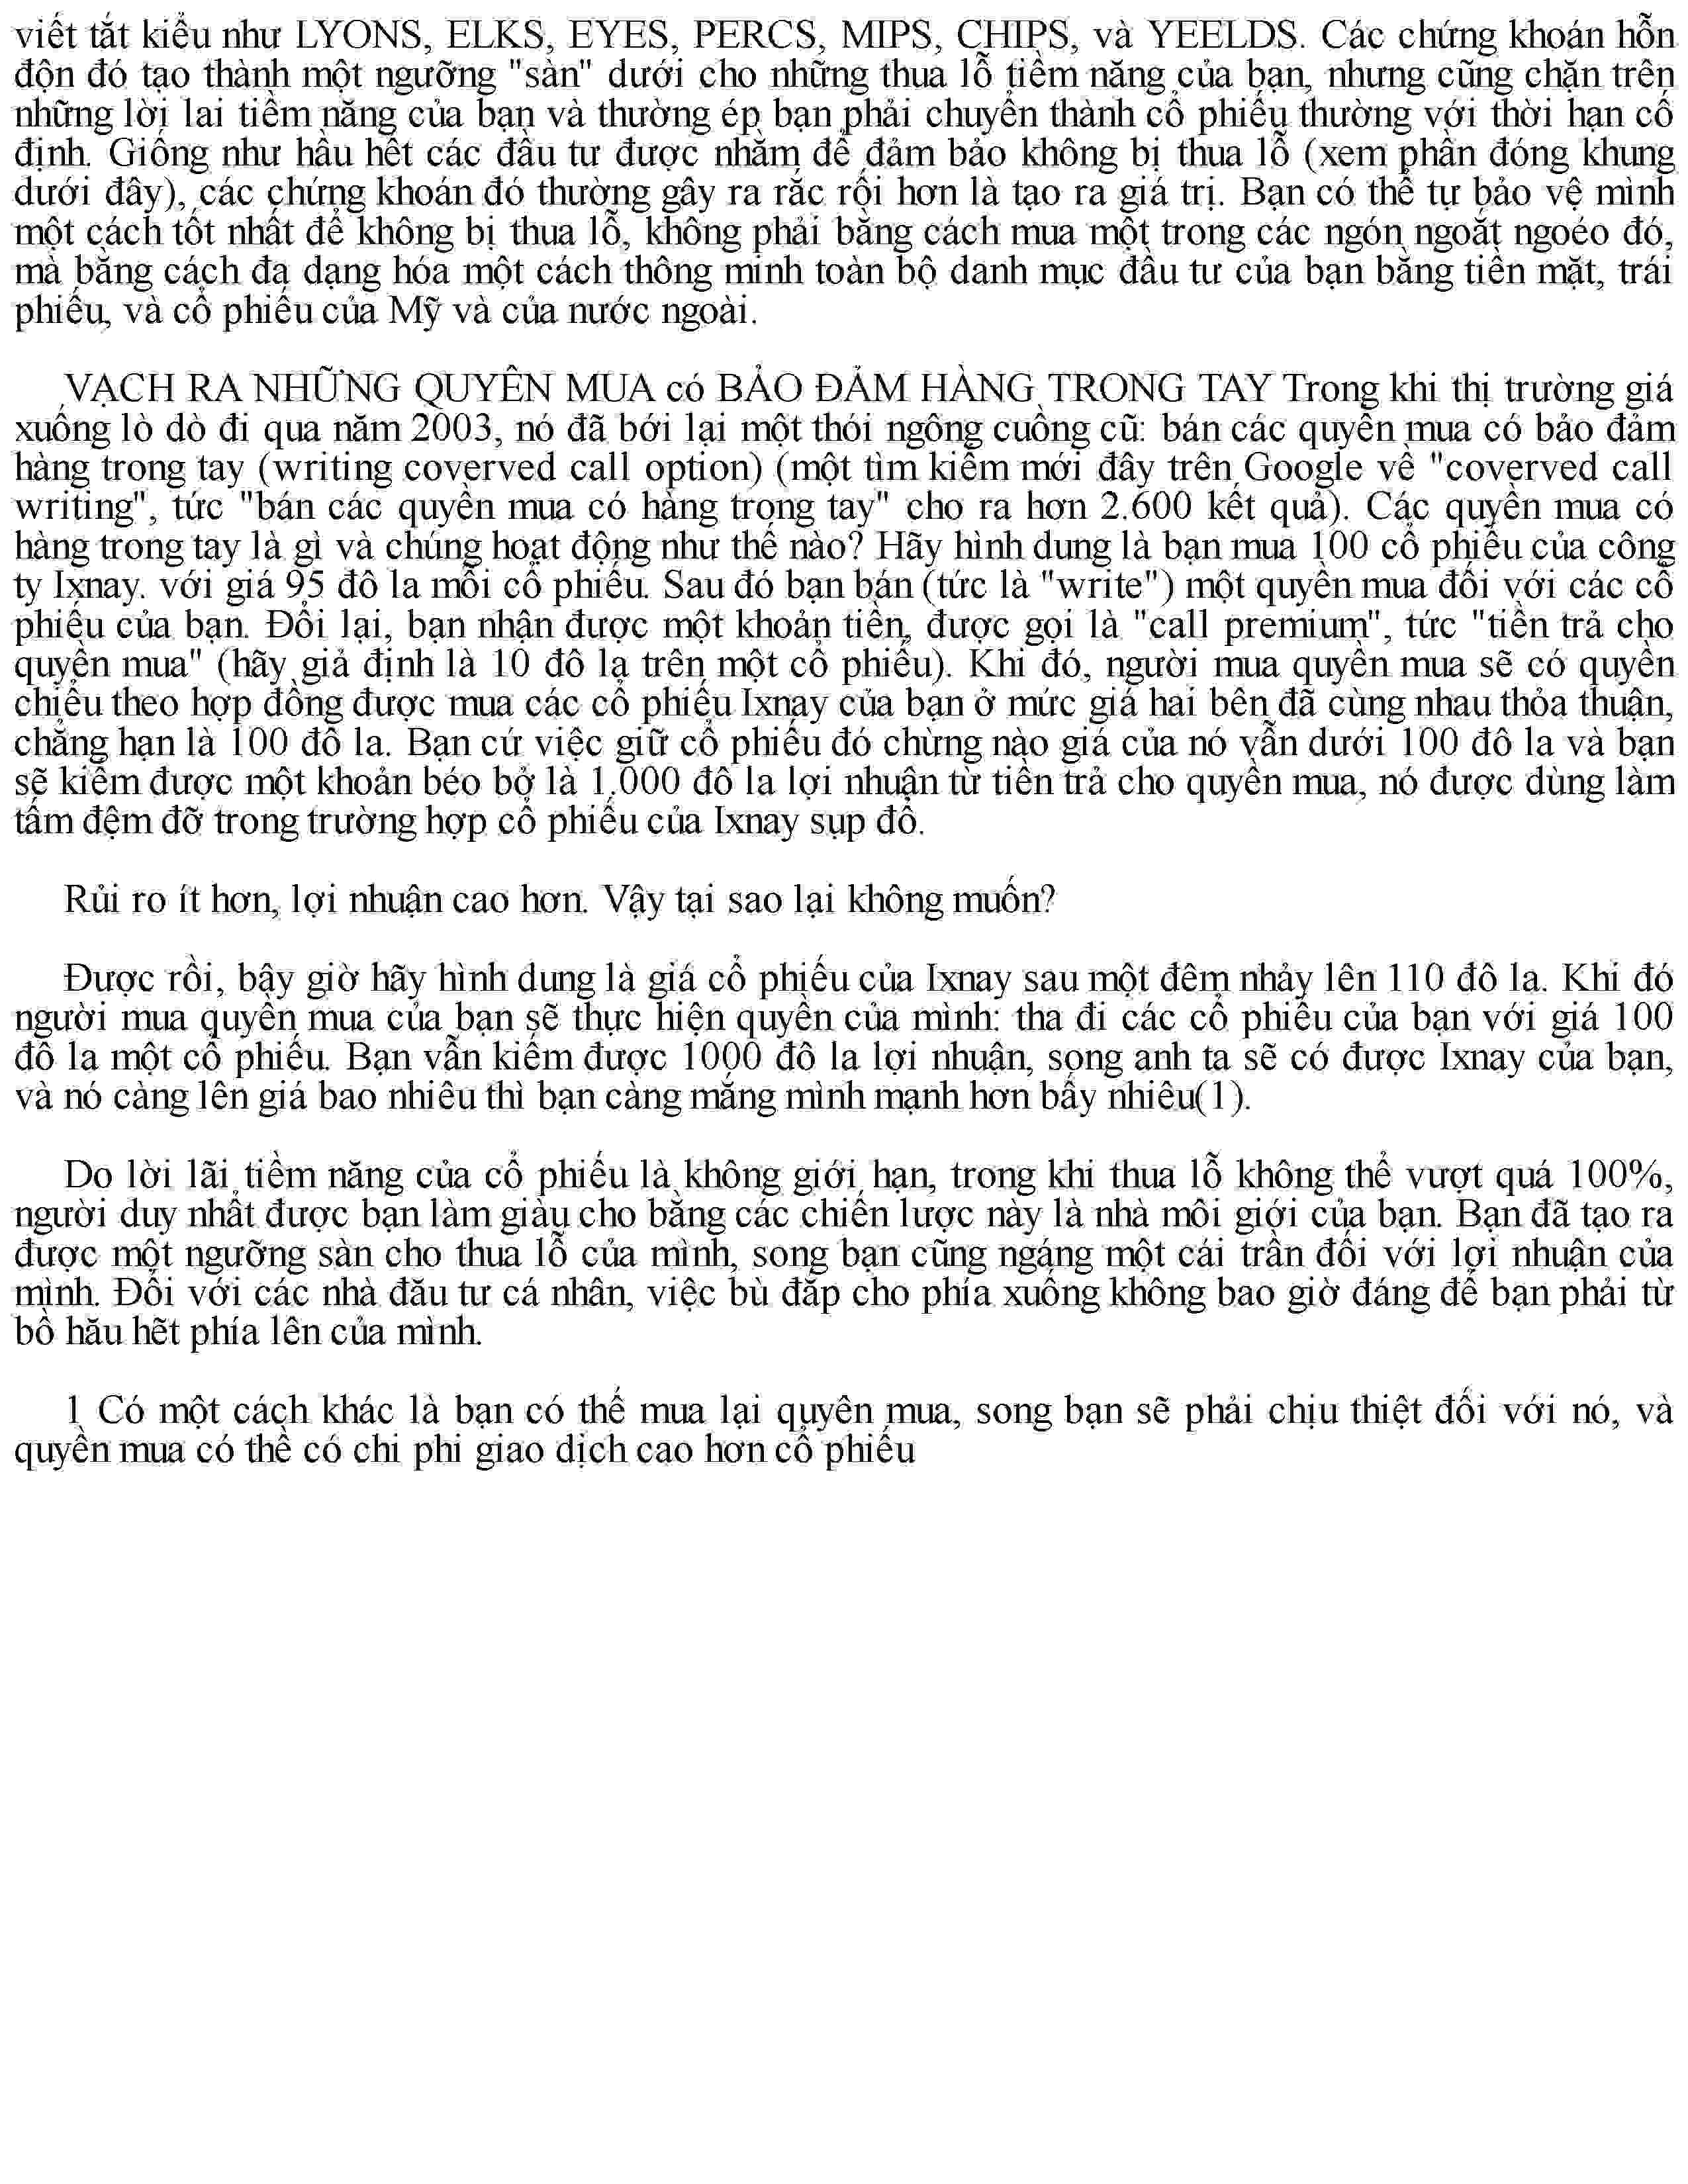 viết tắt kiểu như LYONS, ELKS, EYES, PERCS, MIPS, CHIPS, và YEELDS. Các chứng khoán hỗn
độn đó tạo thành một ngưỡng "sàn" dưới cho những thua lỗ tiềm năng của bạn, nhưng cũng chặn trên
những lời lai tiềm năng của bạn và thường ép bạn phải chuyển thành cổ phiếu thường với thời hạn cố
định. Giống như hầu hết các đầu tư được nhằm để đảm bảo không bị thua lỗ (xem phần đóng khung
dưới đây), các chứng khoán đó thường gây ra rắc rối hơn là tạo ra giá trị. Bạn có thể tự bảo vệ mình
một cách tốt nhất để không bị thua lỗ, không phải bằng cách mua một trong các ngón ngoắt ngoéo đó,
mà bằng cách đa dạng hóa một cách thông minh toàn bộ danh mục đầu tư của bạn bằng tiền mặt, trái
phiếu, và cổ phiếu của Mỹ và của nước ngoài.
VẠCH RA NHỮNG QUYỀN MUA có BẢO ĐẢM HÀNG TRONG TAY Trong khi thị trường giá
xuống lò dò đi qua năm 2003, nó đã bới lại một thói ngông cuồng cũ: bán các quyền mua có bảo đảm
hàng trong tay (writing coverved call option) (một tìm kiếm mới đây trên Google về "coverved call
writing", tức "bán các quyền mua có hàng trong tay" cho ra hơn 2.600 kết quả). Các quyền mua có
hàng trong tay là gì và chúng hoạt động như thế nào? Hãy hình dung là bạn mua 100 cổ phiếu của công
ty Ixnay. với giá 95 đô la mỗi cổ phiếu. Sau đó bạn bán (tức là "write") một quyền mua đối với các cổ
phiếu của bạn. Đổi lại, bạn nhận được một khoản tiền, được gọi là "call premium", tức "tiền trả cho
quyền mua" (hãy giả định là 10 đô la trên một cổ phiếu). Khi đó, người mua quyền mua sẽ có quyền
chiếu theo hợp đồng được mua các cổ phiếu Ixnay của bạn ở mức giá hai bên đã cùng nhau thỏa thuận,
chẳng hạn là 100 đô la. Bạn cứ việc giữ cổ phiếu đó chừng nào giá của nó vẫn dưới 100 đô la và bạn
sẽ kiếm được một khoản béo bở là 1.000 đô la lợi nhuận từ tiền trả cho quyền mua, nó được dùng làm
tấm đệm đỡ trong trường hợp cổ phiếu của Ixnay sụp đổ.
Rủi ro ít hơn, lợi nhuận cao hơn. Vậy tại sao lại không muốn?
Được rồi, bây giờ hãy hình dung là giá cổ phiếu của Ixnay sau một đêm nhảy lên 110 đô la. Khi đó
người mua quyền mua của bạn sẽ thực hiện quyền của mình: tha đi các cổ phiếu của bạn với giá 100
đô la một cổ phiếu. Bạn vẫn kiếm được 1000 đô la lợi nhuận, song anh ta sẽ có được Ixnay của bạn,
và nó càng lên giá bao nhiêu thì bạn càng mắng mình mạnh hơn bấy nhiêu(1).
Do lời lãi tiềm năng của cổ phiếu là không giới hạn, trong khi thua lỗ không thể vượt quá 100%,
người duy nhất được bạn làm giàu cho bằng các chiến lược này là nhà môi giới của bạn. Bạn đã tạo ra
được một ngưỡng sàn cho thua lỗ của mình, song bạn cũng ngáng một cái trần đối với lợi nhuận của
mình. Đối với các nhà đầu tư cá nhân, việc bù đắp cho phía xuống không bao giờ đáng để bạn phải từ
bỏ hầu hết phía lên của mình.
1 Có một cách khác là bạn có thể mua lại quyên mua, song bạn sẽ phải chịu thiệt đối với nó, và
quyền mua có thể có chi phi giao dịch cao hơn cổ phiếu